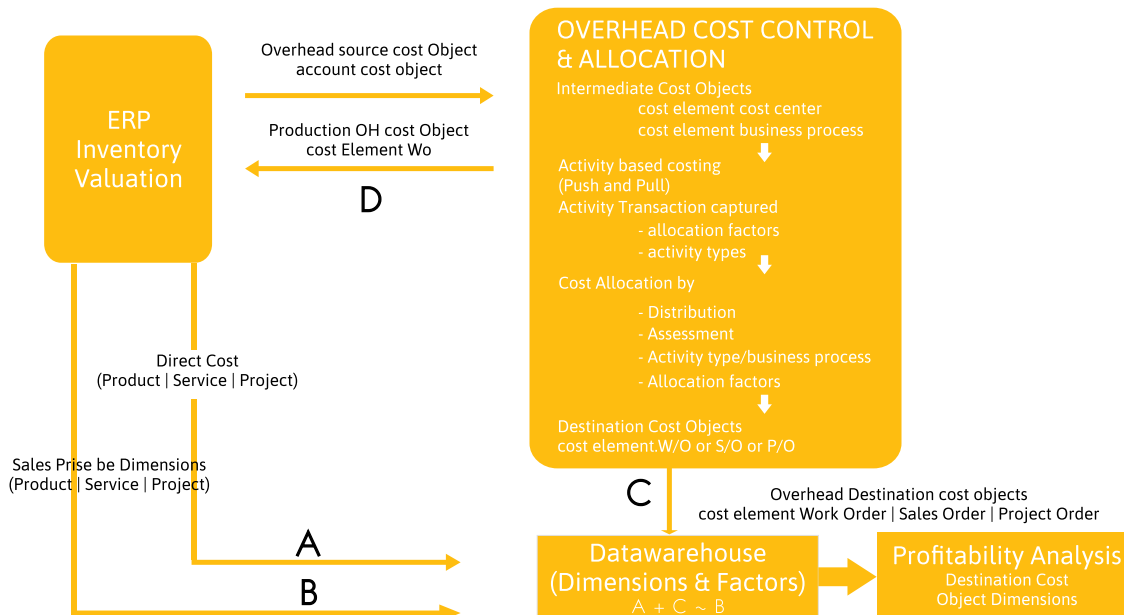 ERP
Inventory
Valuation
Overhead source cost Object
account cost object
Production OH cost Object
cost Element Wo
D
OVERHEAD COST CONTROL
& ALLOCATION
Intermediate Cost Objects
cost element cost center
cost element business process
Activity based costing
(Push and Pull)
Activity Transaction captured
- allocation factors
- activity types
Cost Allocation by
- Distribution
- Assessment
- Activity type/business process
- Allocation factors
Destination Cost Objects
cost element.W/O or S/O or P/O
Direct Cost
(Product | Service | Project)
Sales Prise be Dimensions
(Product | Service | Project)
A
B
C
Overhead Destination cost objects
cost element Work Order | Sales Order | Project Order
Datawarehouse
(Dimensions & Factors)
A + C ~ B
Profitability Analysis
Destination Cost
Object Dimensions